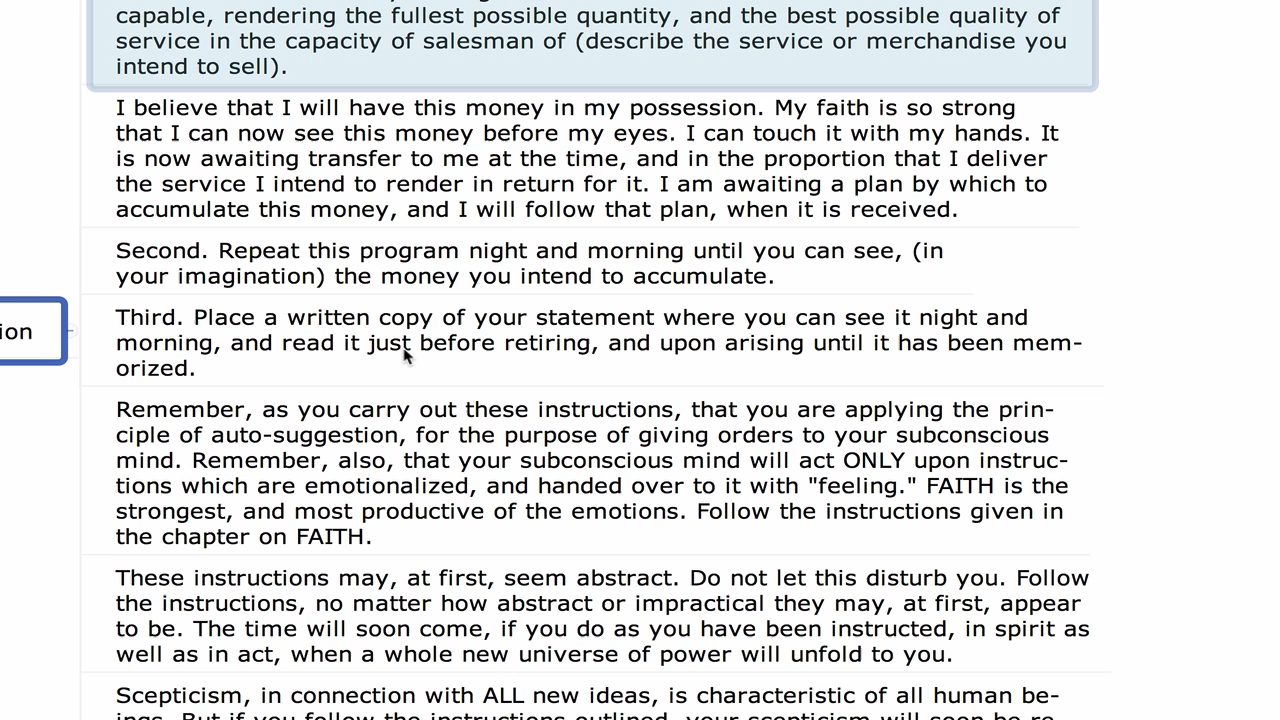 capable, rendering the fullest possible quantity, and the best possible quality of
service in the capacity of salesman of (describe the service or merchandise you
intend to sell).
I believe that I will have this money in my possession. My faith is so strong
that I can now see this money before my eyes. I can touch it with my hands. It
is now awaiting transfer to me at the time, and in the proportion that I deliver
the service I intend to render in return for it. I am awaiting a plan by which to
accumulate this money, and I will follow that plan, when it is received.
Second. Repeat this program night and morning until you can see, (in
your imagination) the money you intend to accumulate.
ion
Third. Place a written copy of your statement where you can see it night and
morning, and read it just before retiring, and upon arising until it has been mem-
orized.
Remember, as you carry out these instructions, that you are applying the prin-
ciple of auto-suggestion, for the purpose of giving orders to your subconscious
mind. Remember, also, that your subconscious mind will act ONLY upon instruc-
tions which are emotionalized, and handed over to it with "feeling." FAITH is the
strongest, and most productive of the emotions. Follow the instructions given in
the chapter on FAITH.
These instructions may, at first, seem abstract. Do not let this disturb you. Follow
the instructions, no matter how abstract or impractical they may, at first, appear
to be. The time will soon come, if you do as you have been instructed, in spirit as
well as in act, when a whole new universe of power will unfold to you.
Scepticism, in connection with ALL new ideas, is characteristic of all human be-
ings. But if you follow the instructions outlined, your scepticism will soon be re-